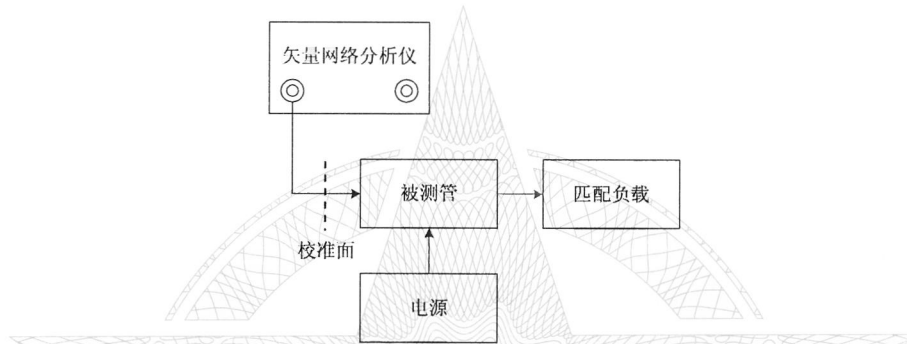 矢量网络分析仪
被测管
匹配负载
校准面
电源